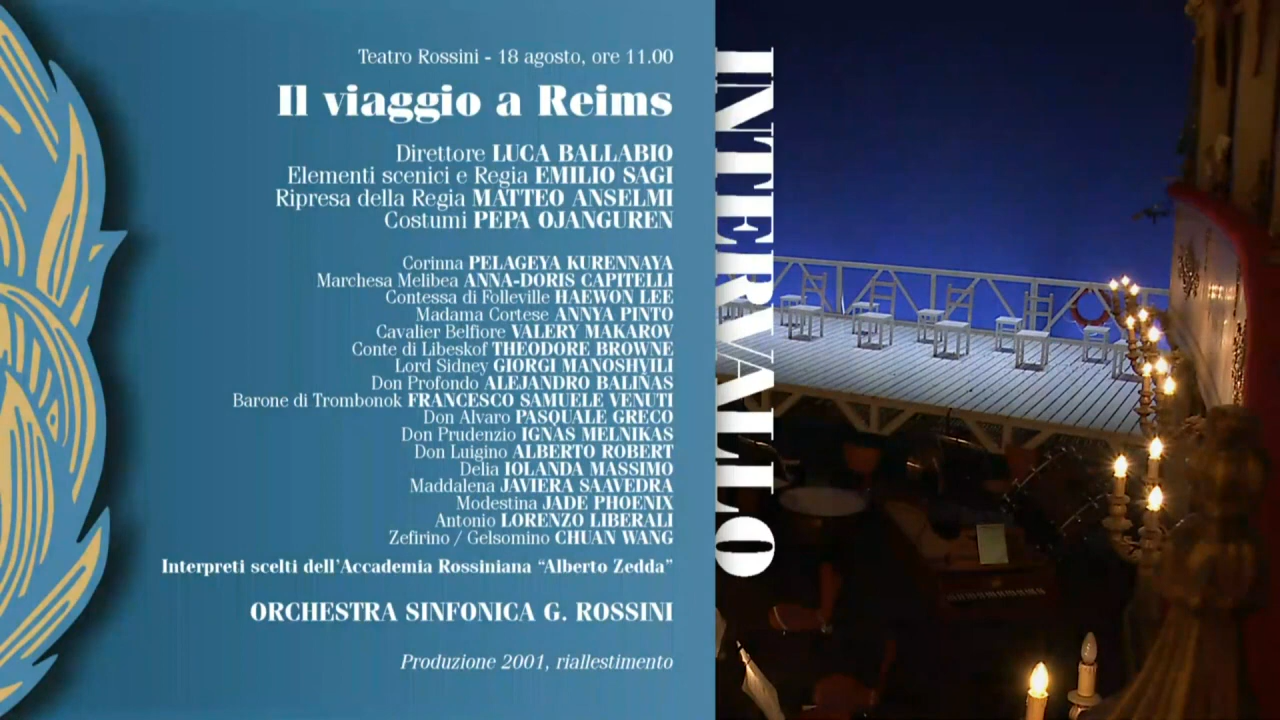 Teatro Rossini - 18 agosto, ore 11.00
Il viaggio a Reims
Direttore LUCA BALLABIO
Elementi scenici e Regia EMILIO SAGI
Ripresa della Regia MATTEO ANSELMI
Costumi PEPA OJANGUREN
Corinna PELAGEYA KURENNAYA
Marchesa Melibea ANNA-DORIS CAPITELLI
Contessa di Folleville HAEWON LEE
Madama Cortese ANNYA PINTO
Cavalier Belfiore VALERY MAKAROV
Conte di Libeskof THEODORE BROWNE
Lord Sidney GIORGI MANOSHVILI
Don Profondo ALEJANDRO BALIÑAS
Barone di Trombonok FRANCESCO SAMUELE VENUTI
Don Alvaro PASQUALE GRECO
Don Prudenzio IGNAS MELNIKAS
Don Luigino ALBERTO ROBERT
Delia IOLANDA MASSIMO
Maddalena JAVIERA SAAVEDRA
Modestina JADE PHOENIX
Antonio LORENZO LIBERALI
Zefirino / Gelsomino CHUAN WANG
Interpreti scelti dell'Accademia Rossiniana “Alberto Zedda”
ORCHESTRA SINFONICA G. ROSSINI
Produzione 2001, riallestimento
INTERVALLO